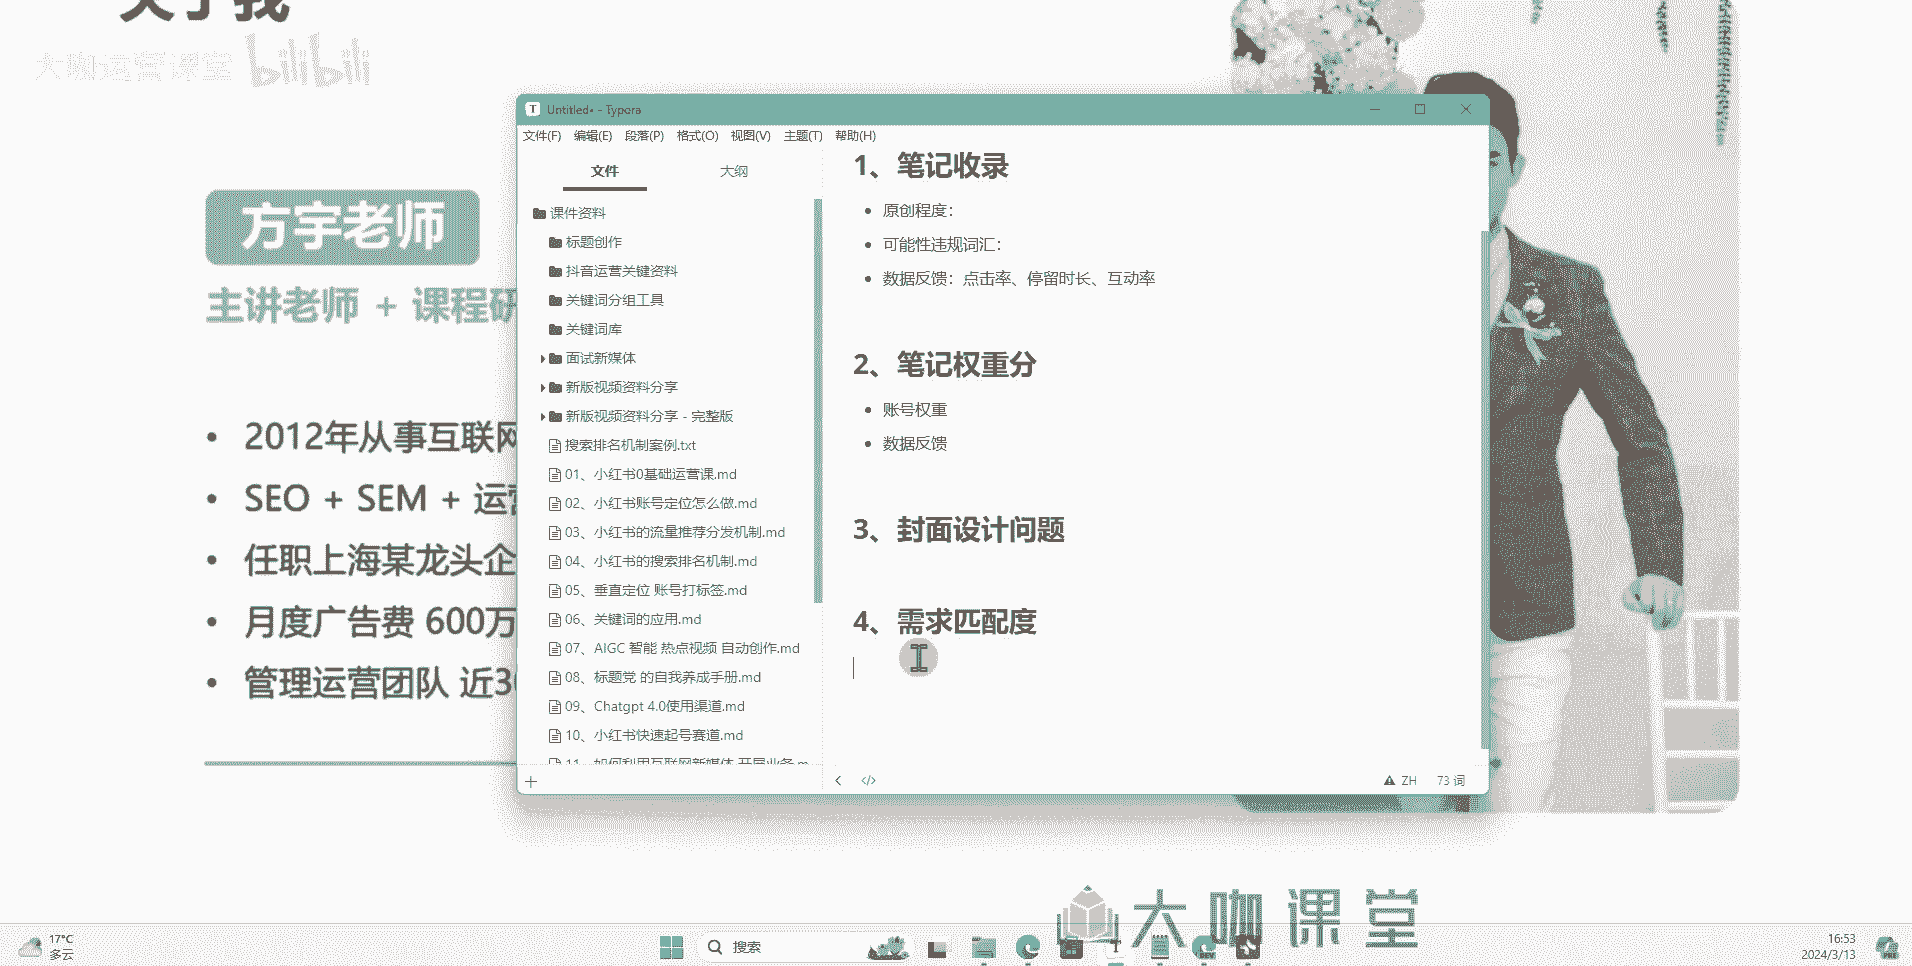 关于我
大咖运营课堂 bilibili
方宇老师
主讲老师 + 课程研
2012年从事互联网
SEO + SEM + 运营
任职上海某龙头企
月度广告费 600万
管理运营团队 近30
Untitled• - Typora
文件(F) 编辑(E) 段落(P) 格式(O) 视图(V) 主题(T) 帮助(H)
文件 大纲
课件资料
标题创作
抖音运营关键资料
关键词分组工具
关键词库
面试新媒体
新版视频资料分享
新版视频资料分享 - 完整版
搜索排名机制案例.txt
01、小红书0基础运营课.md
02、小红书账号定位怎么做.md
03、小红书的流量推荐分发机制.md
04、小红书的搜索排名机制.md
05、垂直定位 账号打标签.md
06、关键词的应用.md
07、AIGC 智能 热点视频 自动创作.md
08、标题党 的自我养成手册.md
09、Chatgpt 4.0使用渠道.md
10、小红书快速起号赛道.md
11、如何利用互联网新媒体 开展业务.m
1、笔记收录
原创程度：
可能性违规词汇：
数据反馈：点击率、停留时长、互动率
2、笔记权重分
账号权重
数据反馈
3、封面设计问题
4、需求匹配度
ZH 73 词
大咖课堂
17°C
多云
搜索
16:53
2024/3/13